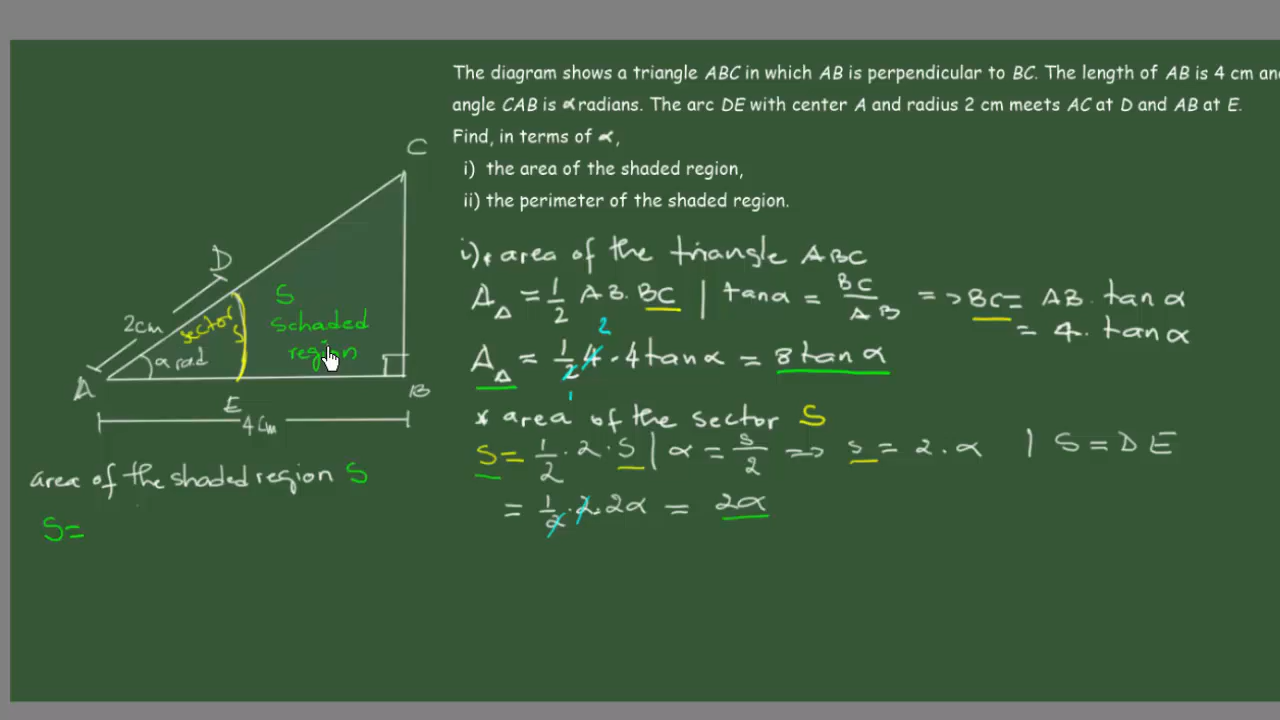 The diagram shows a triangle ABC in which AB is perpendicular to BC. The length of AB is 4 cm an
angle CAB is α radians. The arc DE with center A and radius 2 cm meets AC at D and AB at E.
Find, in terms of α,
i) the area of the shaded region,
ii) the perimeter of the shaded region.
C
D
2cm
sector
S
S
schaded
region
α rad
A
E
B
4cm
area of the shaded region S
S=
i) * area of the triangle ABC
A△ = 1/2 AB. BC | tanα = BC/AB => BC = AB . tanα
= 4. tanα
2
A△ = 1/2 4 . 4tanα = 8tanα
1
* area of the sector S
S = 1/2 . 2 . s | α = s/2 => s = 2.α | S = DE
= 1/2 . 2 . 2α = 2α